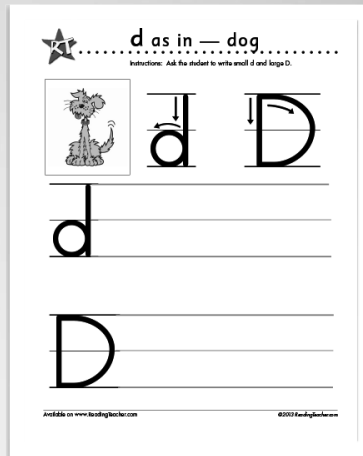 RT
d as in — dog
Instructions: Ask the student to write small d and large D.
d D
d
D
Available on www.ReadingTeacher.com ©2013 ReadingTeacher.com